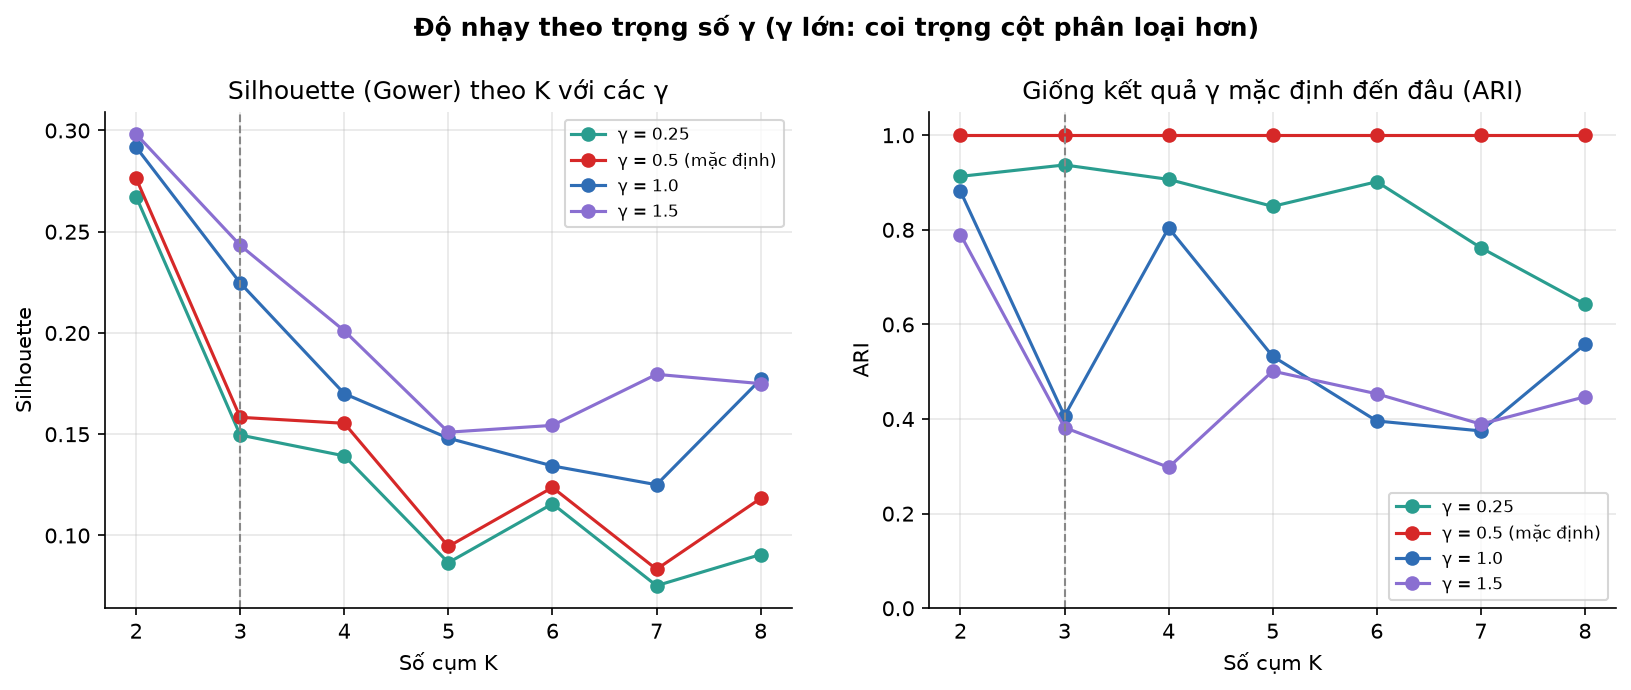 Độ nhạy theo trọng số γ (γ lớn: coi trọng cột phân loại hơn)
Silhouette (Gower) theo K với các γ
γ = 0.25
γ = 0.5 (mặc định)
γ = 1.0
γ = 1.5
0.30
0.25
0.20
0.15
0.10
Silhouette
2 3 4 5 6 7 8
Số cụm K
Giống kết quả γ mặc định đến đâu (ARI)
1.0
0.8
0.6
0.4
0.2
0.0
ARI
γ = 0.25
γ = 0.5 (mặc định)
γ = 1.0
γ = 1.5
2 3 4 5 6 7 8
Số cụm K